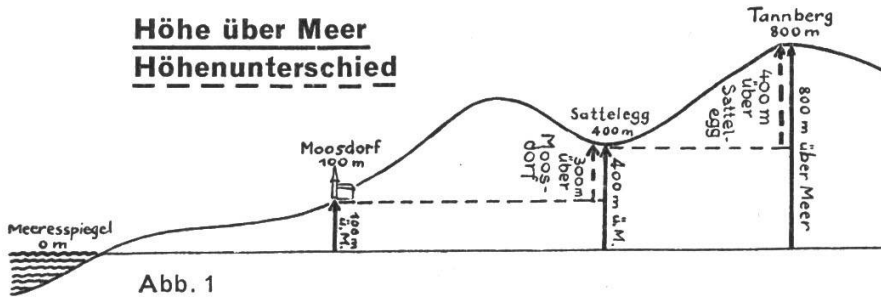 Höhe über Meer
Höhenunterschied
Tannberg
800 m
400 m
über
Sattel-
egg
800 m über Meer
Sattelegg
400 m
300 m
über
Moos-
dorf
400 m ü. M.
Moosdorf
100 m
100 m
ü. M.
Meeresspiegel
0 m
Abb. 1